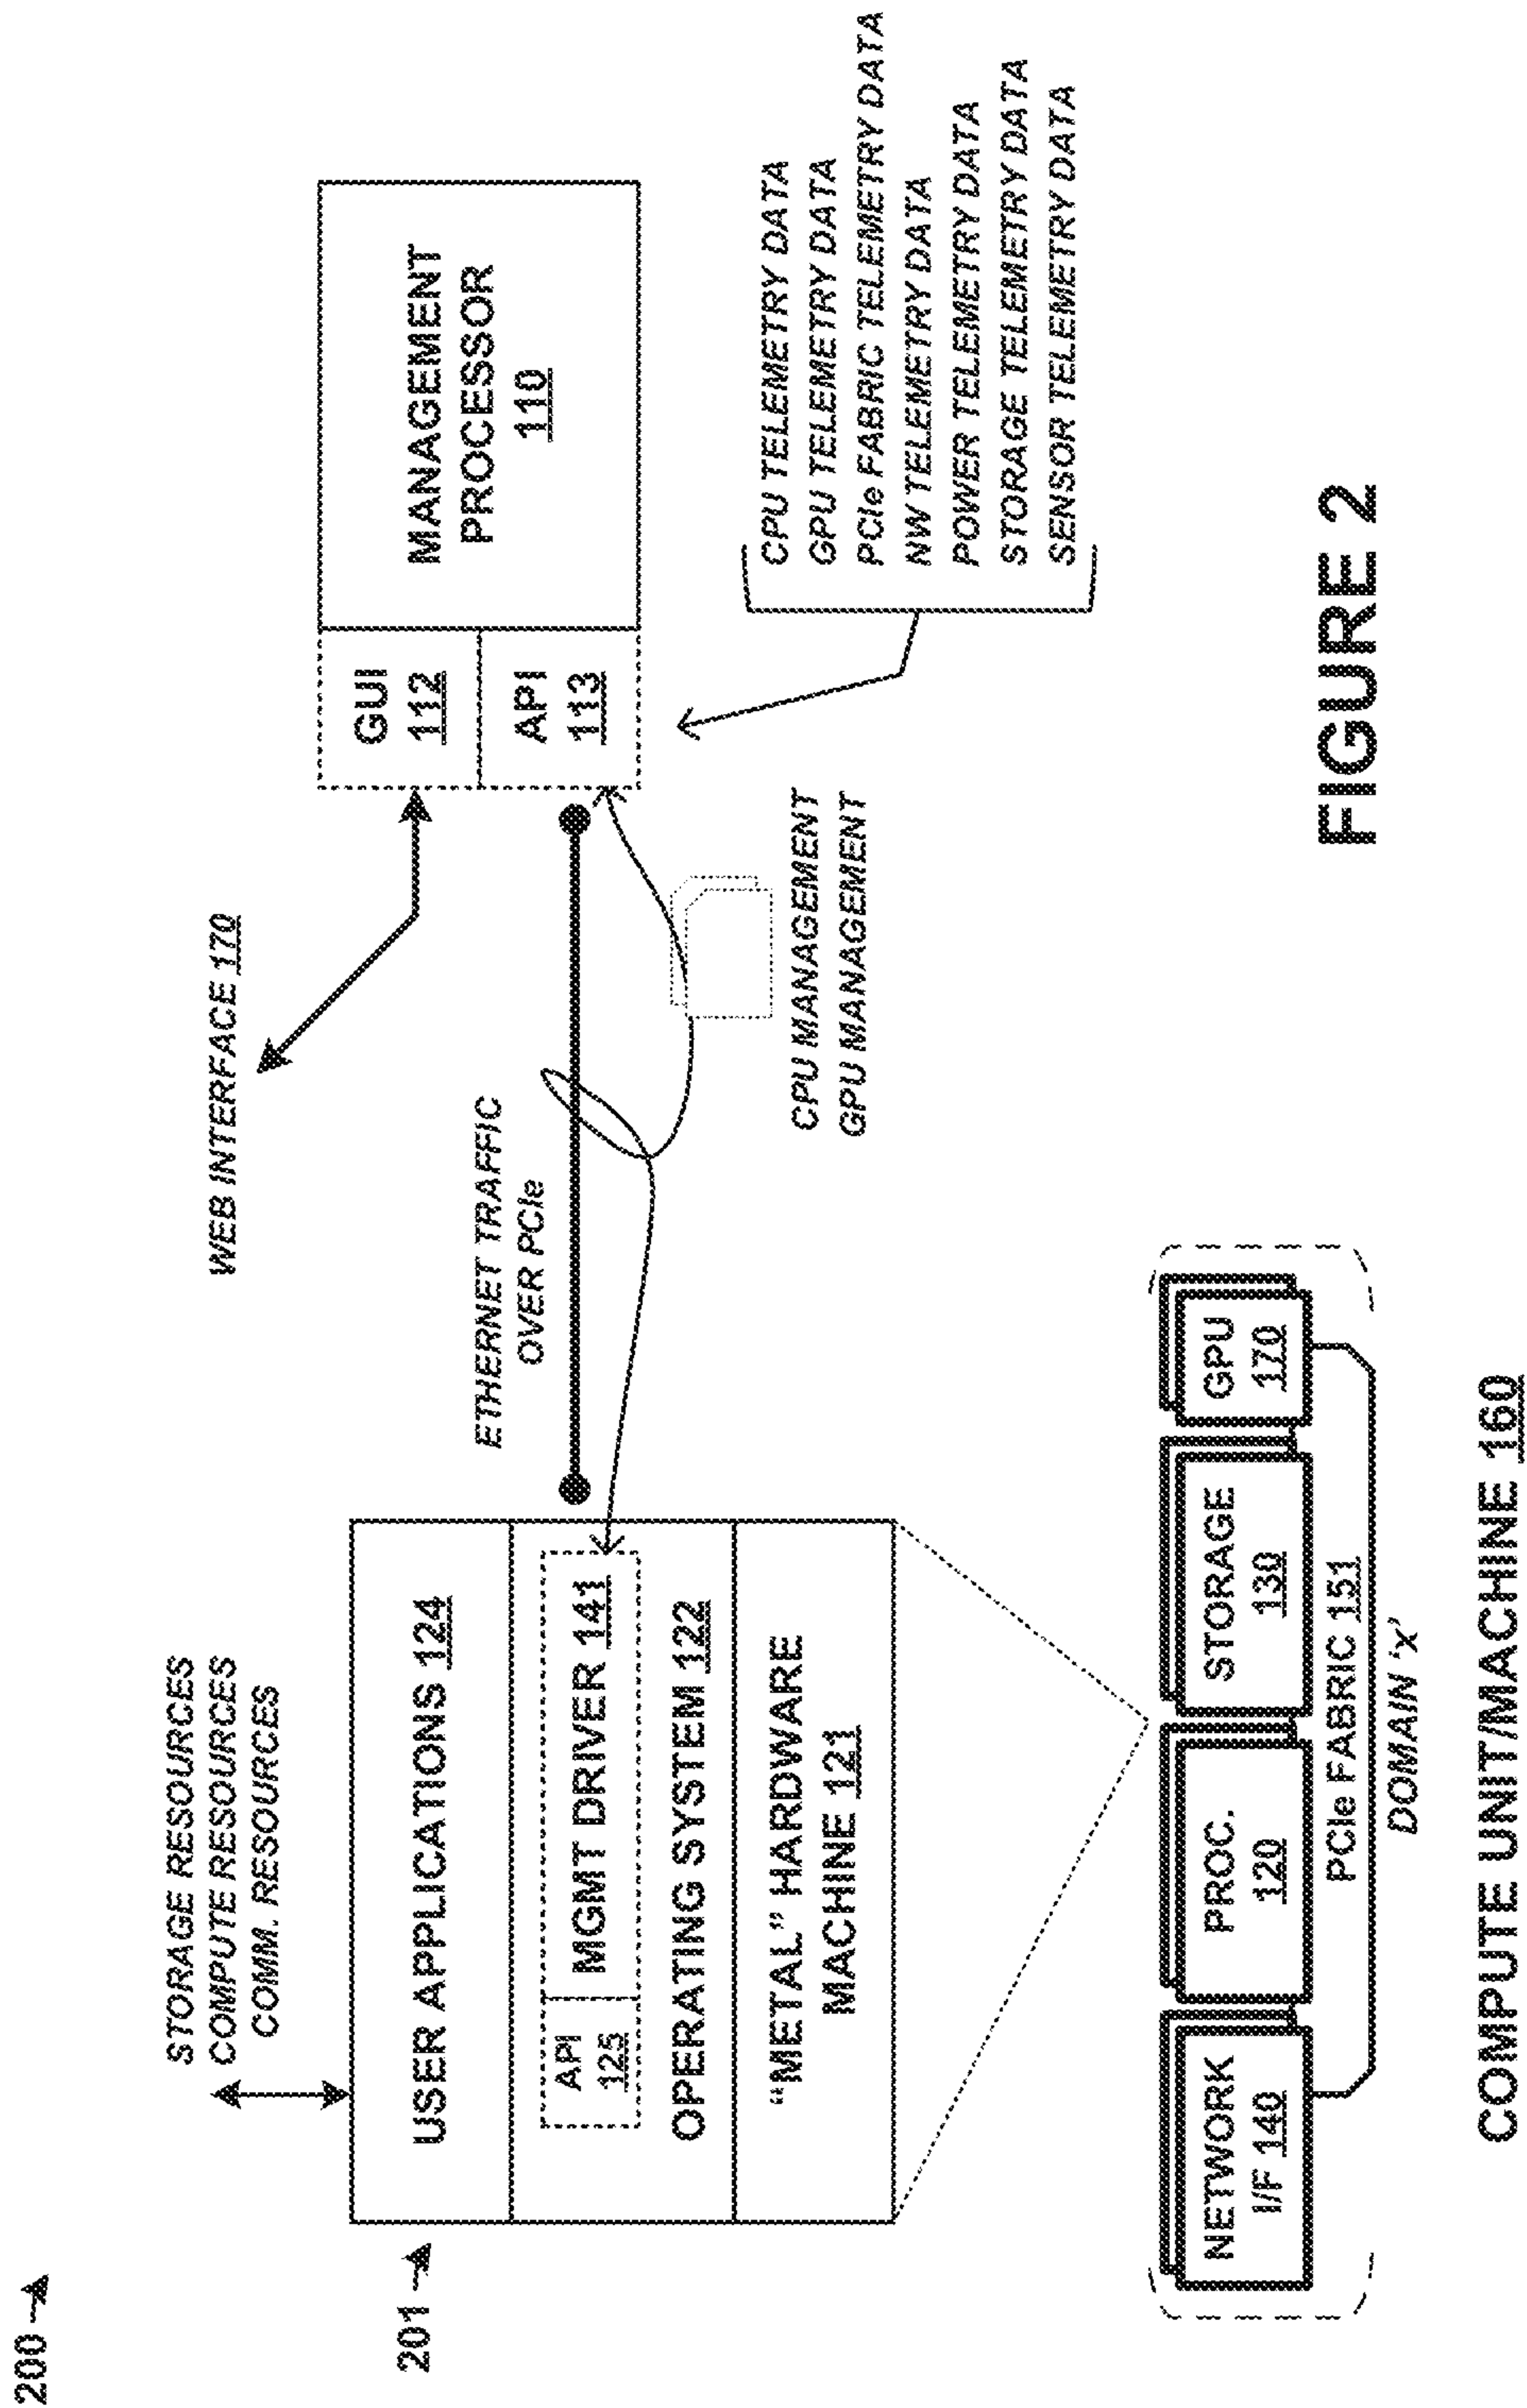 200
201
STORAGE RESOURCES
COMPUTE RESOURCES
COMM. RESOURCES
USER APPLICATIONS 124
API
125
MGMT DRIVER 141
OPERATING SYSTEM 122
“METAL” HARDWARE
MACHINE 121
WEB INTERFACE 170
ETHERNET TRAFFIC
OVER PCIe
GUI
112
API
113
MANAGEMENT
PROCESSOR
110
CPU MANAGEMENT
GPU MANAGEMENT
CPU TELEMETRY DATA
GPU TELEMETRY DATA
PCIe FABRIC TELEMETRY DATA
NW TELEMETRY DATA
POWER TELEMETRY DATA
STORAGE TELEMETRY DATA
SENSOR TELEMETRY DATA
NETWORK
I/F 140
PROC.
120
STORAGE
130
GPU
170
PCIe FABRIC 151
DOMAIN ‘χ’
COMPUTE UNIT/MACHINE 160
FIGURE 2